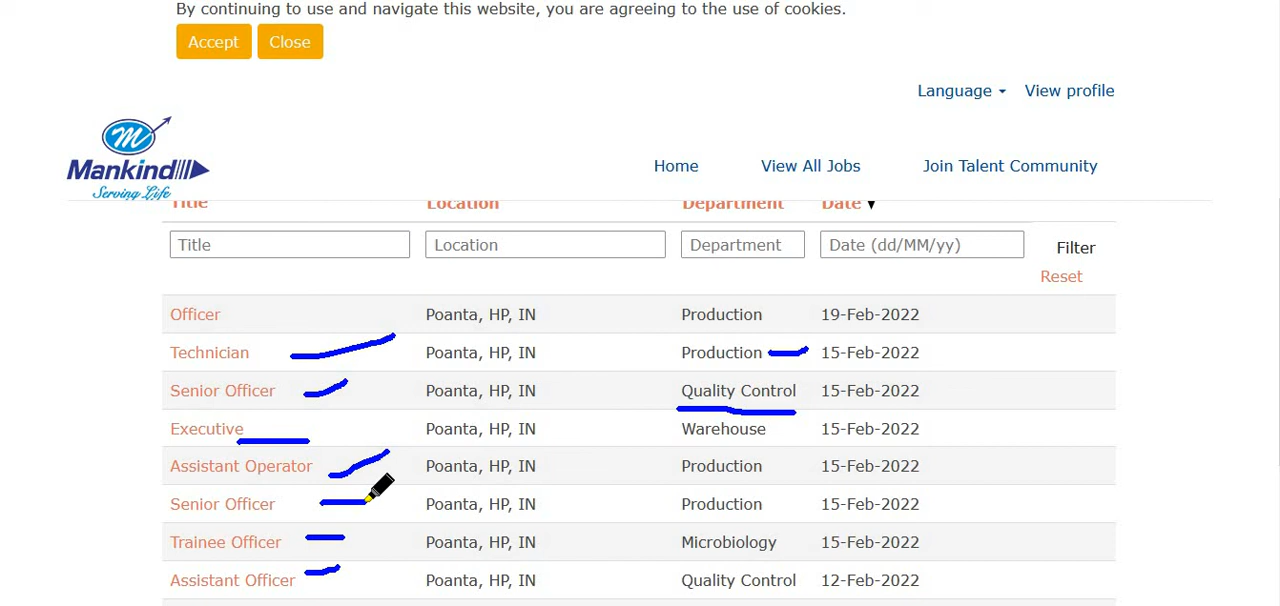 By continuing to use and navigate this website, you are agreeing to the use of cookies.
Accept Close
Language View profile
Mankind
Serving Life
Home View All Jobs Join Talent Community
Title Location Department Date
Title Location Department Date (dd/MM/yy) Filter
Reset
Officer Poanta, HP, IN Production 19-Feb-2022
Technician Poanta, HP, IN Production 15-Feb-2022
Senior Officer Poanta, HP, IN Quality Control 15-Feb-2022
Executive Poanta, HP, IN Warehouse 15-Feb-2022
Assistant Operator Poanta, HP, IN Production 15-Feb-2022
Senior Officer Poanta, HP, IN Production 15-Feb-2022
Trainee Officer Poanta, HP, IN Microbiology 15-Feb-2022
Assistant Officer Poanta, HP, IN Quality Control 12-Feb-2022